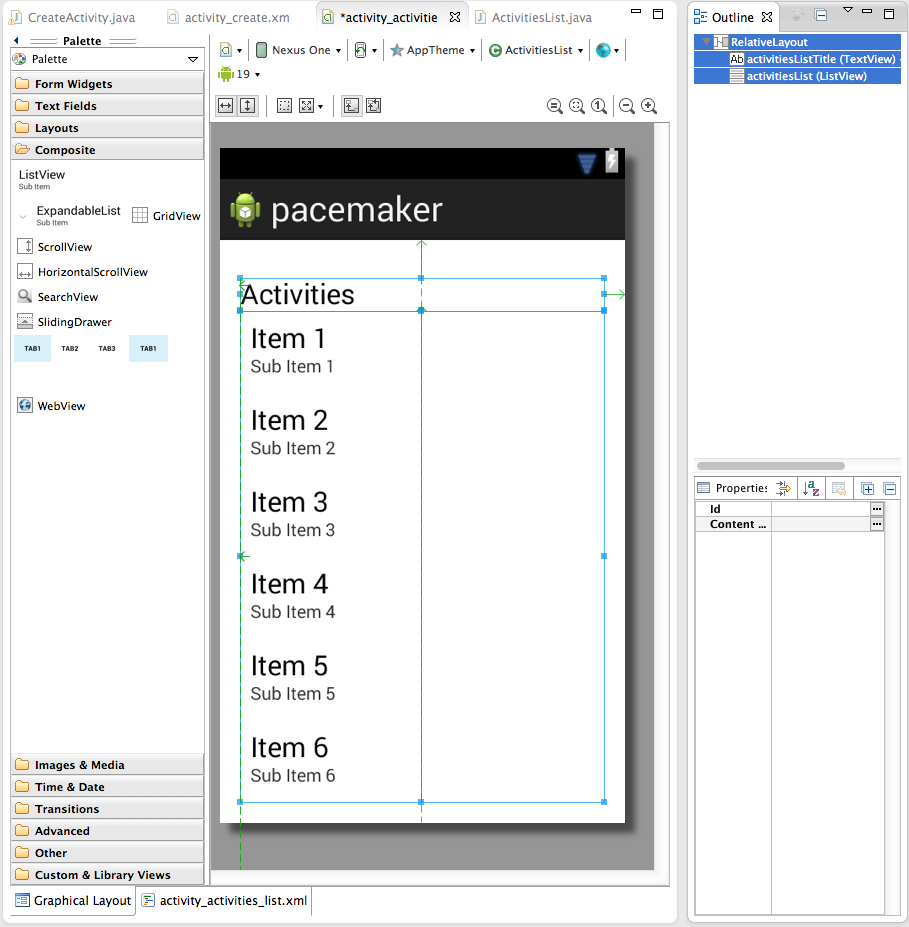 CreateActivity.java
activity_create.xm
*activity_activitie
ActivitiesList.java
Palette
Palette
Form Widgets
Text Fields
Layouts
Composite
ListView
Sub Item
ExpandableList
Sub Item
GridView
ScrollView
HorizontalScrollView
SearchView
SlidingDrawer
TAB1 TAB2 TAB3 TAB1
WebView
Images & Media
Time & Date
Transitions
Advanced
Other
Custom & Library Views
Nexus One
AppTheme
ActivitiesList
19
1
pacemaker
Activities
Item 1
Sub Item 1
Item 2
Sub Item 2
Item 3
Sub Item 3
Item 4
Sub Item 4
Item 5
Sub Item 5
Item 6
Sub Item 6
Graphical Layout
activity_activities_list.xml
Outline
RelativeLayout
Ab activitiesListTitle (TextView)
activitiesList (ListView)
Properties
Id
Content ...